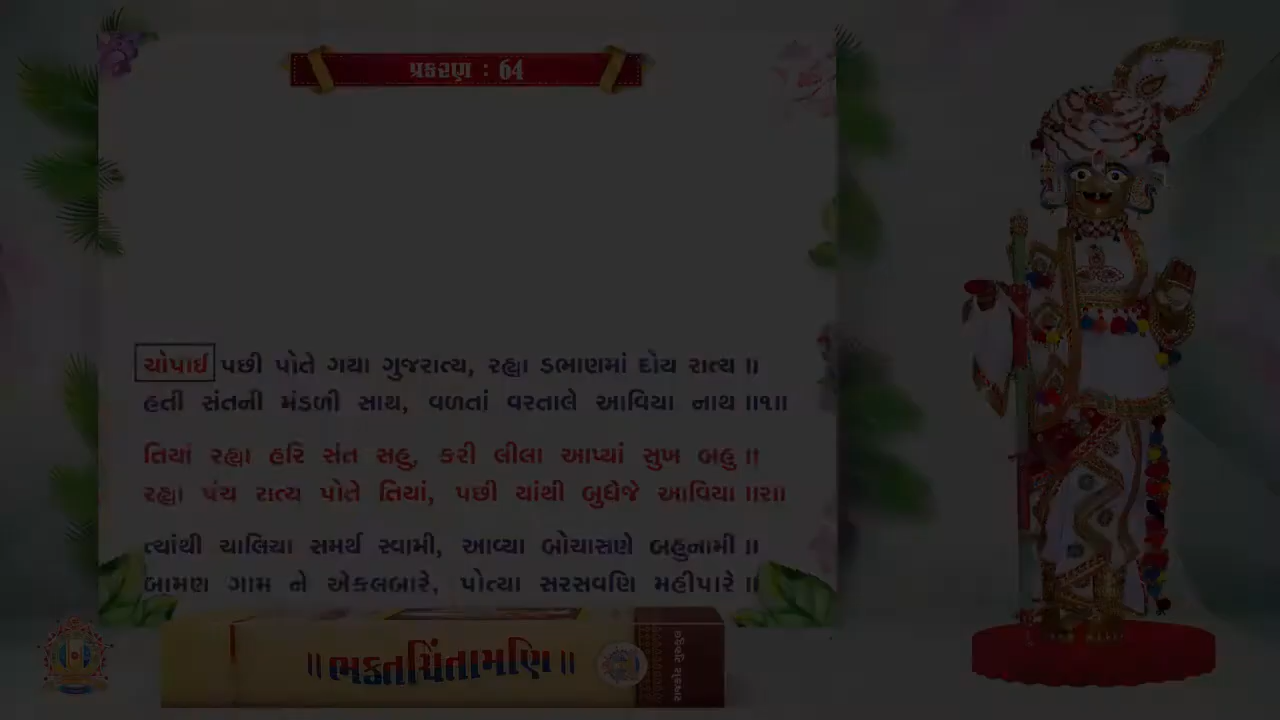 પ્રકરણ : 64
ચોપાઈ પછી પોતે ગયા ગુજરાત્ય, રહ્યા ડભાણમાં દોય રાત્ય ॥
હતી સંતની મંડળી સાથ, વળતાં વરતાલે આવિયા નાથ ॥૧॥
તિયાં રહ્યા હરિ સંત સહુ, કરી લીલા આપ્યાં સુખ બહુ ॥
રહ્યા પંચ રાત્ય પોતે તિયાં, પછી યાંથી બુધેજે આવિયા ॥૨॥
ત્યાંથી ચાલિયા સમર્થ સ્વામી, આવ્યા બોચાસણે બહુનામી ॥
બામણ ગામ ને એકલબારે, પોત્યા સરસવણિ મહીપારે ॥
॥ ભક્તચિંતામણિ ॥
રાજકોટ ગુરુકુલ